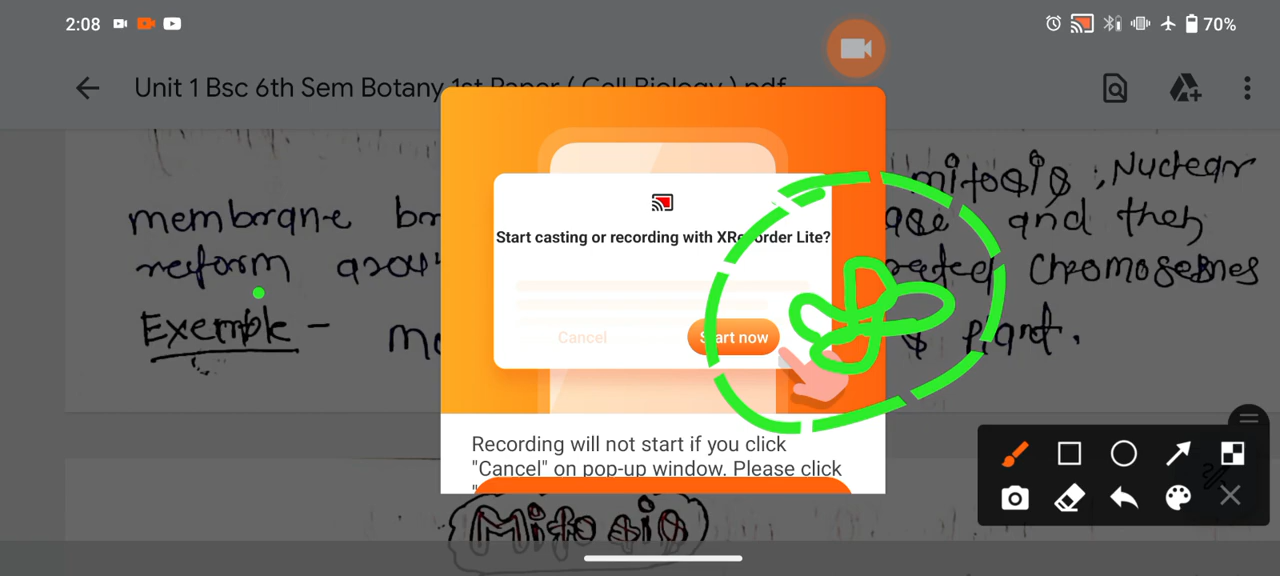 2:08 70%
Unit 1 Bsc 6th Sem Botany 1st Paper ( Cell Biology ).pdf
mitosis, Nuclear
membrane and then
reform Chromosomes
Exemple - plant.
Start casting or recording with XRecorder Lite?
Cancel Start now
Recording will not start if you click
"Cancel" on pop-up window. Please click
Mitosis